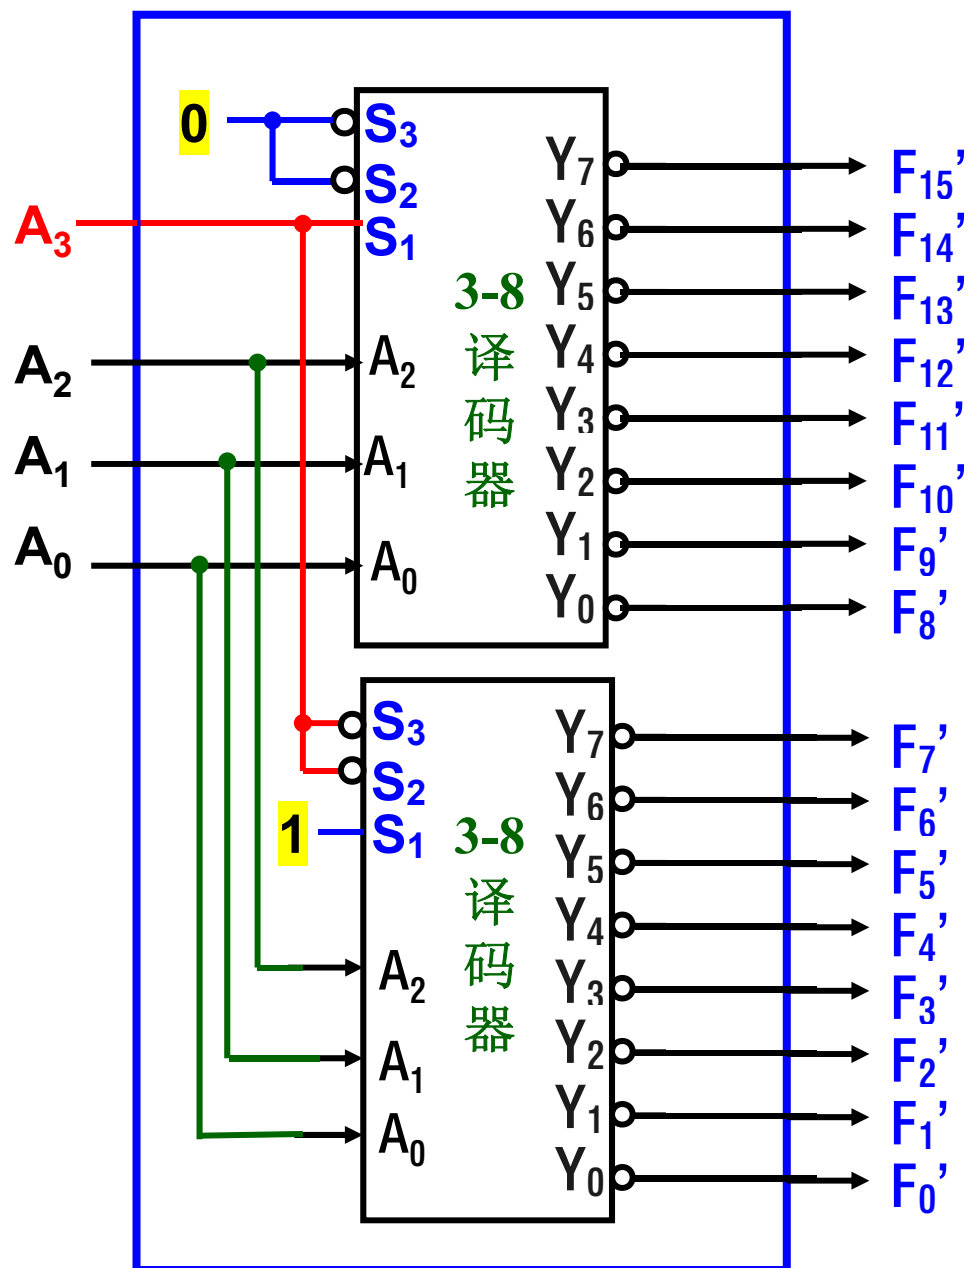 0
A3
A2
A1
A0
S3
S2
S1
A2
A1
A0
3-8
译
码
器
Y7
Y6
Y5
Y4
Y3
Y2
Y1
Y0
F15’
F14’
F13’
F12’
F11’
F10’
F9’
F8’
1
S3
S2
S1
A2
A1
A0
3-8
译
码
器
Y7
Y6
Y5
Y4
Y3
Y2
Y1
Y0
F7’
F6’
F5’
F4’
F3’
F2’
F1’
F0’